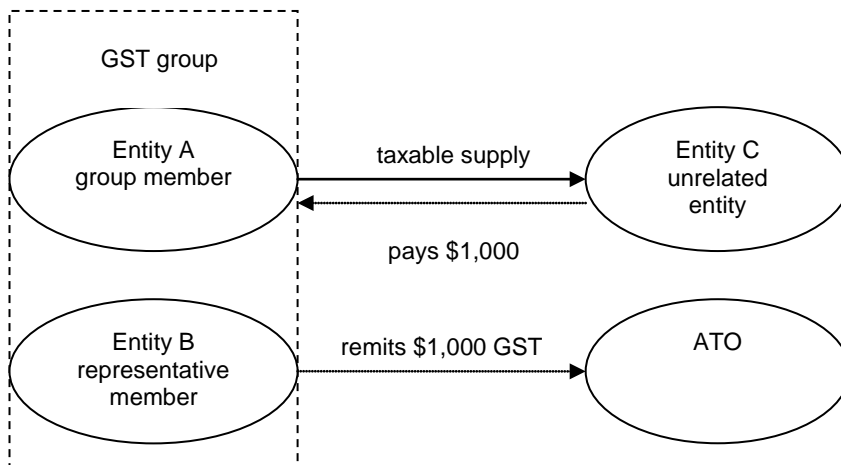 GST group
Entity A
group member
taxable supply
Entity C
unrelated
entity
pays $1,000
Entity B
representative
member
remits $1,000 GST
ATO